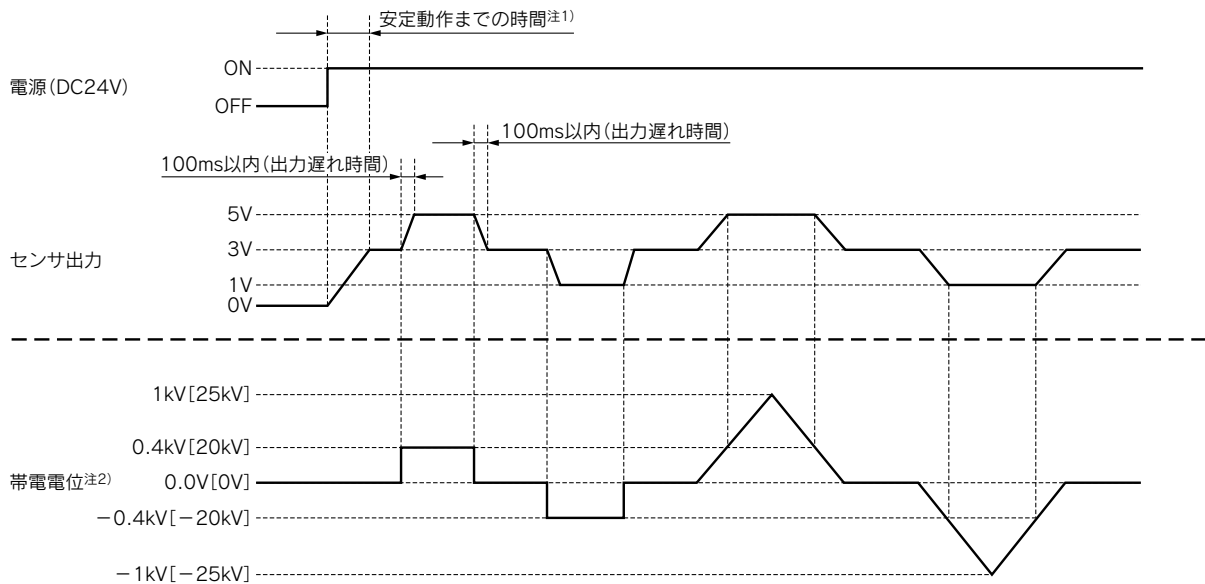 安定動作までの時間注1)
電源(DC24V)
ON
OFF
100ms以内(出力遅れ時間)
100ms以内(出力遅れ時間)
センサ出力
5V
3V
1V
0V
1kV[25kV]
0.4kV[20kV]
帯電電位注2)
0.0V[0V]
−0.4kV[−20kV]
−1kV[−25kV]